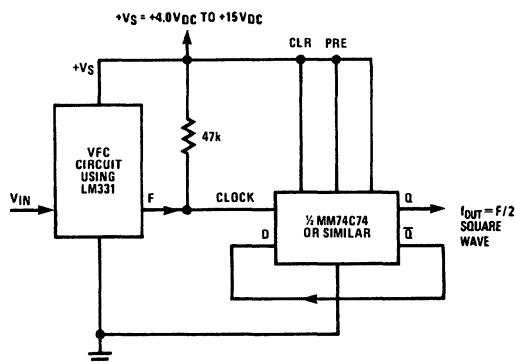 +VS = +4.0VDC TO +15VDC
CLR PRE
+VS
47k
VFC
CIRCUIT
USING
LM331
VIN
F
CLOCK
½ MM74C74
OR SIMILAR
D
Q
Q̅
fOUT = F/2
SQUARE
WAVE